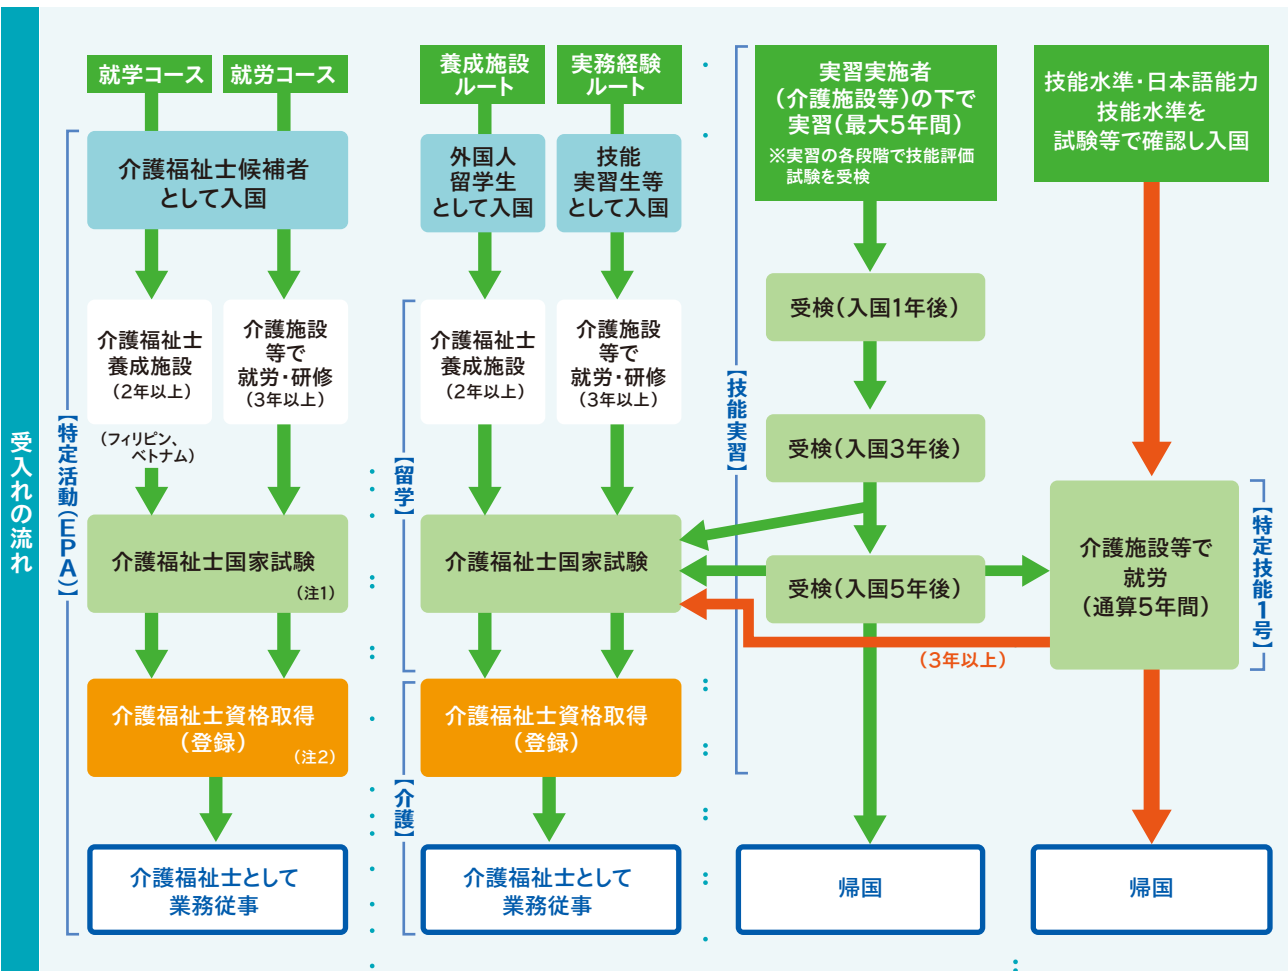 受入れの流れ
就学コース
就労コース
介護福祉士候補者
として入国
介護福祉士
養成施設
(2年以上)
介護施設
等で
就労・研修
(3年以上)
(フィリピン、
ベトナム)
【特定活動(EPA)】
介護福祉士国家試験
(注1)
介護福祉士資格取得
(登録)
(注2)
介護福祉士として
業務従事
養成施設
ルート
実務経験
ルート
外国人
留学生
として入国
技能
実習生等
として入国
介護福祉士
養成施設
(2年以上)
介護施設
等で
就労・研修
(3年以上)
【留学】
介護福祉士国家試験
介護福祉士資格取得
(登録)
【介護】
介護福祉士として
業務従事
実習実施者
(介護施設等)の下で
実習(最大5年間)
※実習の各段階で技能評価
試験を受検
【技能実習】
受検(入国1年後)
受検(入国3年後)
受検(入国5年後)
帰国
技能水準・日本語能力
技能水準を
試験等で確認し入国
介護施設等で
就労
(通算5年間)
【特定技能1号】
(3年以上)
帰国